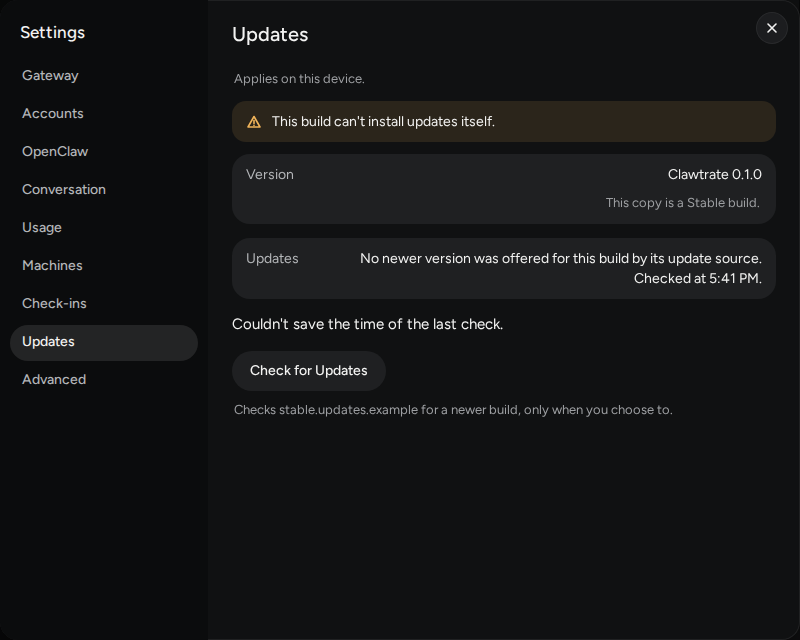 Settings
Gateway
Accounts
OpenClaw
Conversation
Usage
Machines
Check-ins
Updates
Advanced
Updates
Applies on this device.
This build can't install updates itself.
Version
Clawtrate 0.1.0
This copy is a Stable build.
Updates
No newer version was offered for this build by its update source.
Checked at 5:41 PM.
Couldn't save the time of the last check.
Check for Updates
Checks stable.updates.example for a newer build, only when you choose to.